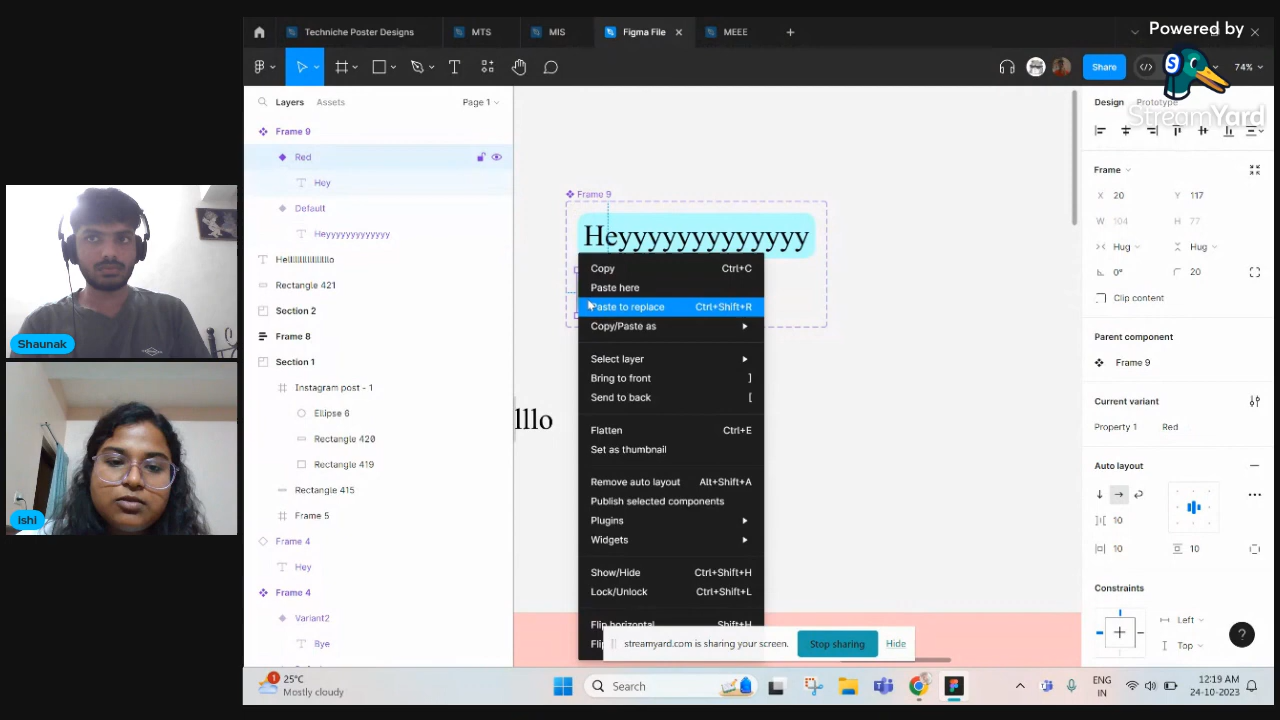 Powered by
StreamYard
Techniche Poster Designs
MTS
MIS
Figma File
MEEE
Share
74%
Layers
Assets
Page 1
Design
Prototype
Frame 9
Red
Hey
Default
Heyyyyyyyyyyyyy
Rectangle 421
Section 2
Frame 8
Section 1
Instagram post - 1
Ellipse 6
Rectangle 420
Rectangle 419
Rectangle 415
Frame 5
Frame 4
Hey
Frame 4
Variant2
Bye
Frame 9
Heyyyyyyyyyyyyy
lllo
Copy Ctrl+C
Paste here
Paste to replace Ctrl+Shift+R
Copy/Paste as
Select layer
Bring to front ]
Send to back [
Flatten Ctrl+E
Set as thumbnail
Remove auto layout Alt+Shift+A
Publish selected components
Plugins
Widgets
Show/Hide Ctrl+Shift+H
Lock/Unlock Ctrl+Shift+L
Flip horizontal Shift+H
streamyard.com is sharing your screen.
Stop sharing
Hide
Frame
X 20
Y 117
W 104
H 77
Hug
Hug
0°
20
Clip content
Parent component
Frame 9
Current variant
Property 1 Red
Auto layout
10
10
10
Constraints
Left
Top
Shaunak
Ishi
1
25°C
Mostly cloudy
Search
ENG
IN
12:19 AM
24-10-2023